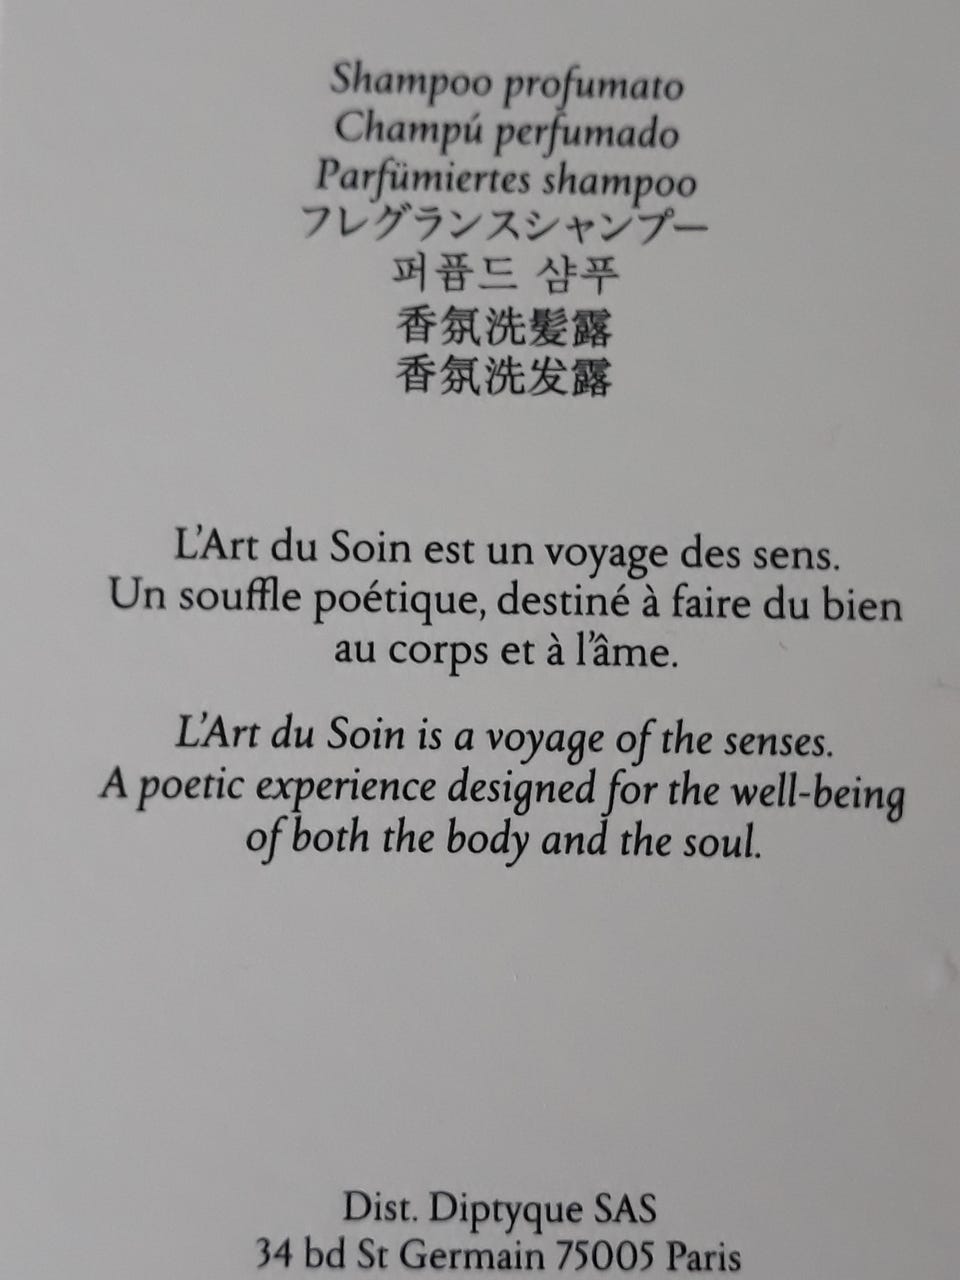 Shampoo profumato
Champú perfumado
Parfümiertes shampoo
フレグランスシャンプー
퍼퓸드 샴푸
香氛洗髮露
香氛洗发露
L'Art du Soin est un voyage des sens.
Un souffle poétique, destiné à faire du bien
au corps et à l'âme.
L'Art du Soin is a voyage of the senses.
A poetic experience designed for the well-being
of both the body and the soul.
Dist. Diptyque SAS
34 bd St Germain 75005 Paris